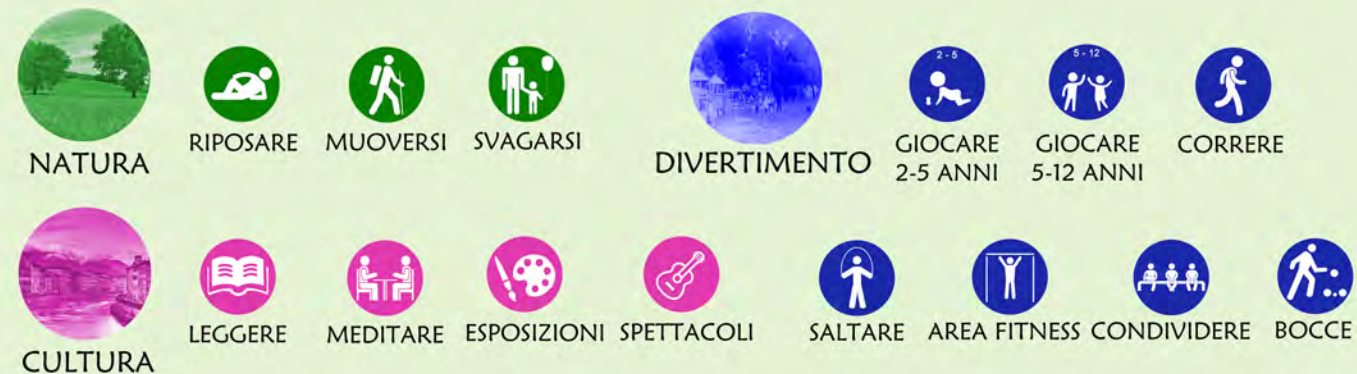 NATURA
RIPOSARE
MUOVERSI
SVAGARSI
DIVERTIMENTO
2 - 5
GIOCARE
2-5 ANNI
5 - 12
GIOCARE
5-12 ANNI
CORRERE
CULTURA
LEGGERE
MEDITARE
ESPOSIZIONI
SPETTACOLI
SALTARE
AREA FITNESS
CONDIVIDERE
BOCCE